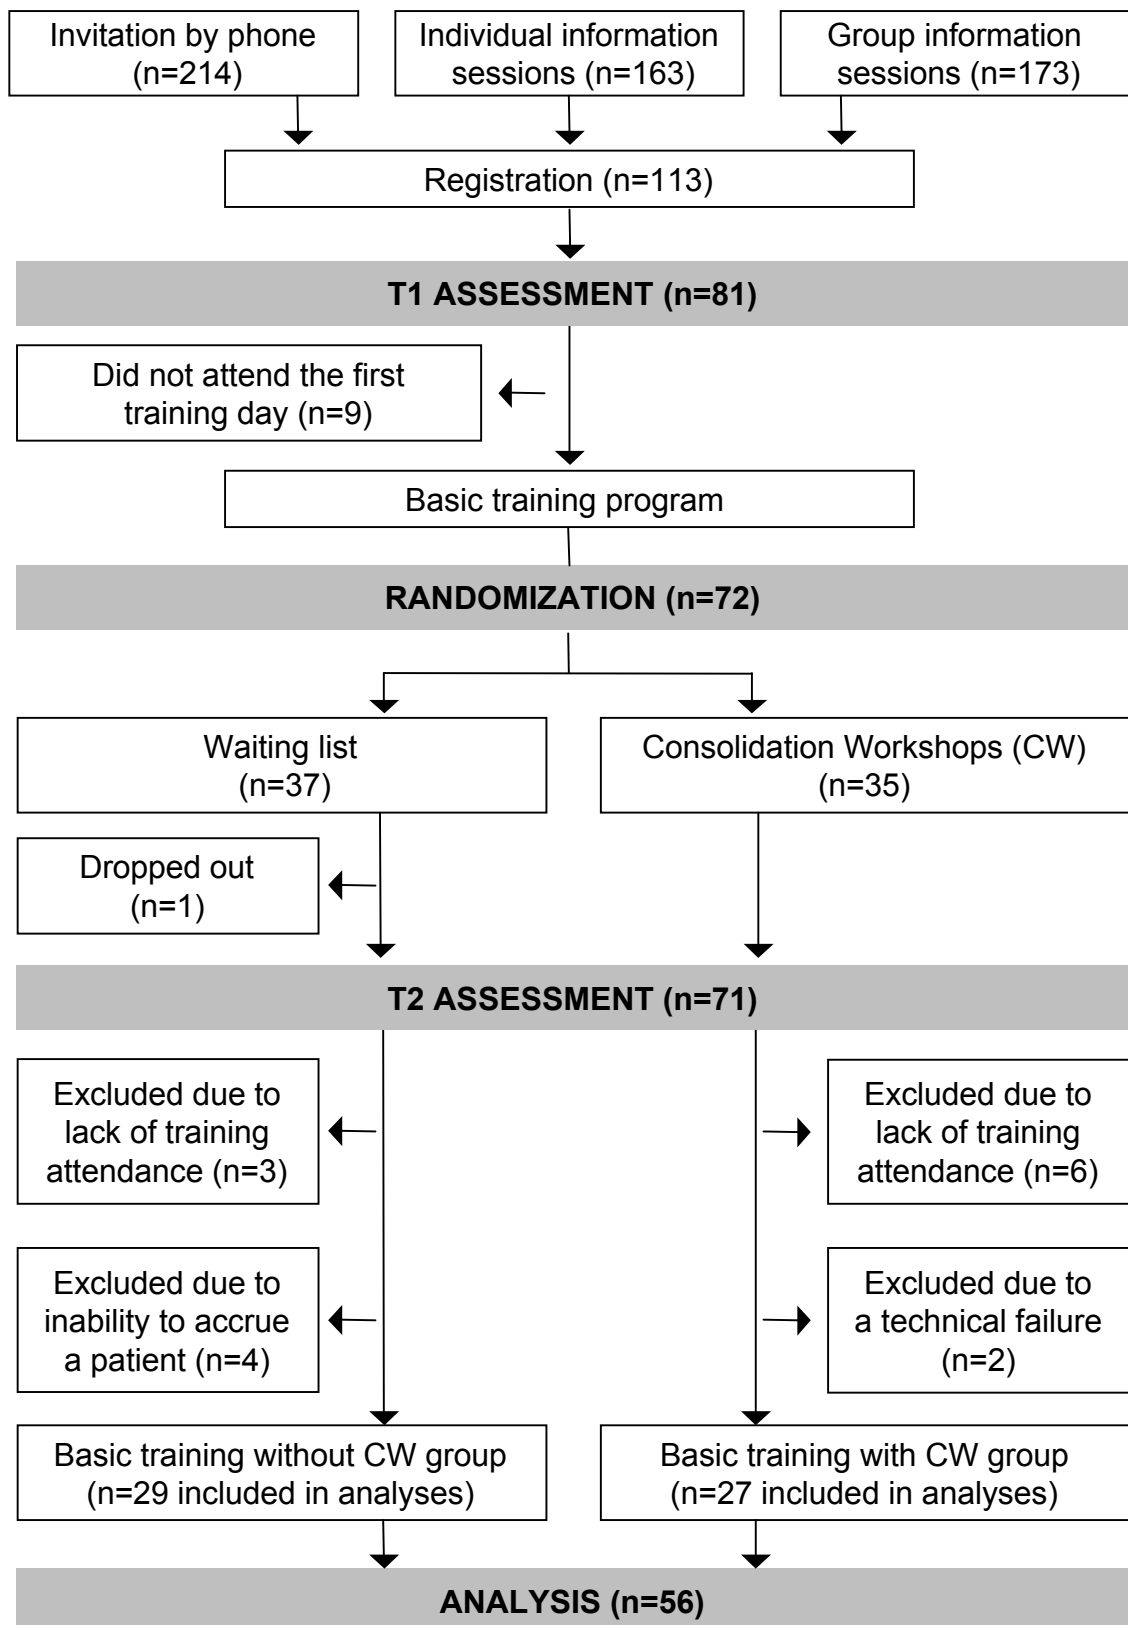 Invitation by phone
(n=214)
Individual information
sessions (n=163)
Group information
sessions (n=173)
Registration (n=113)
T1 ASSESSMENT (n=81)
Did not attend the first
training day (n=9)
Basic training program
RANDOMIZATION (n=72)
Waiting list
(n=37)
Consolidation Workshops (CW)
(n=35)
Dropped out
(n=1)
T2 ASSESSMENT (n=71)
Excluded due to
lack of training
attendance (n=3)
Excluded due to
lack of training
attendance (n=6)
Excluded due to
inability to accrue
a patient (n=4)
Excluded due to
a technical failure
(n=2)
Basic training without CW group
(n=29 included in analyses)
Basic training with CW group
(n=27 included in analyses)
ANALYSIS (n=56)